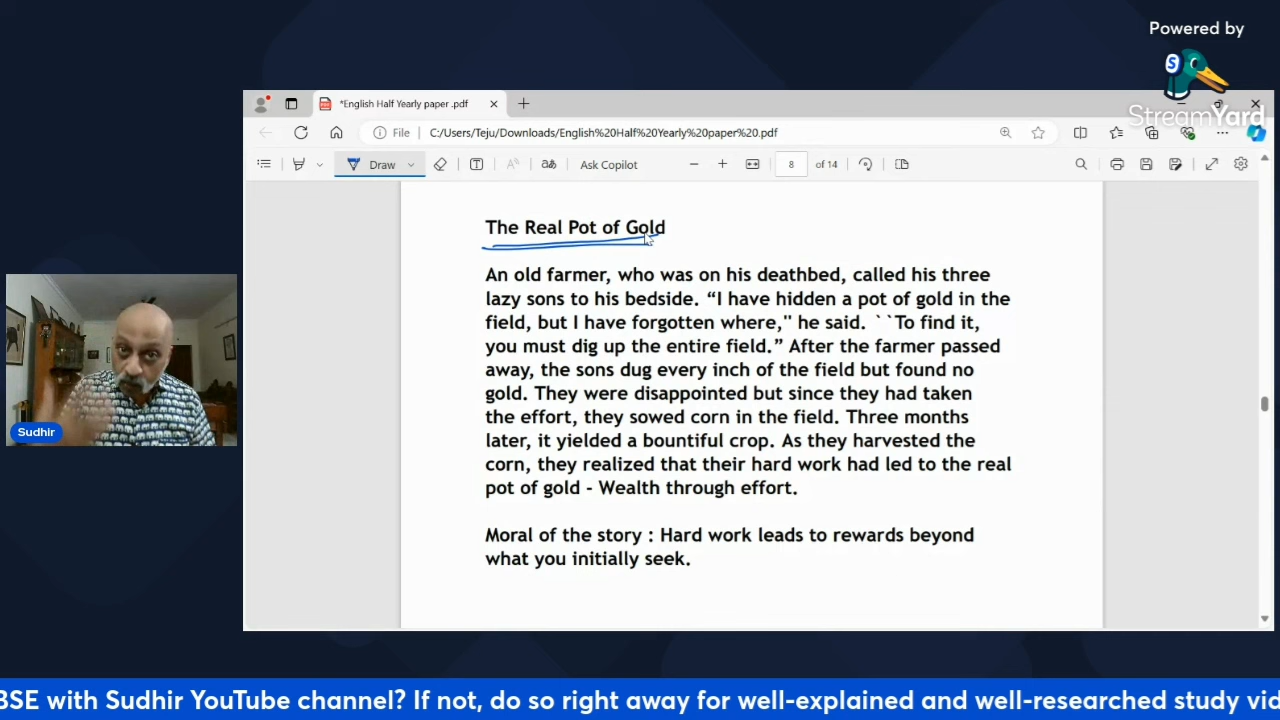 Powered by
S
StreamYard
*English Half Yearly paper .pdf
File
C:/Users/Teju/Downloads/English%20Half%20Yearly%20paper%20.pdf
Draw
Ask Copilot
8
of 14
The Real Pot of Gold
An old farmer, who was on his deathbed, called his three
lazy sons to his bedside. “I have hidden a pot of gold in the
field, but I have forgotten where,'' he said. ``To find it,
you must dig up the entire field.” After the farmer passed
away, the sons dug every inch of the field but found no
gold. They were disappointed but since they had taken
the effort, they sowed corn in the field. Three months
later, it yielded a bountiful crop. As they harvested the
corn, they realized that their hard work had led to the real
pot of gold - Wealth through effort.
Moral of the story : Hard work leads to rewards beyond
what you initially seek.
Sudhir
BSE with Sudhir YouTube channel? If not, do so right away for well-explained and well-researched study vid